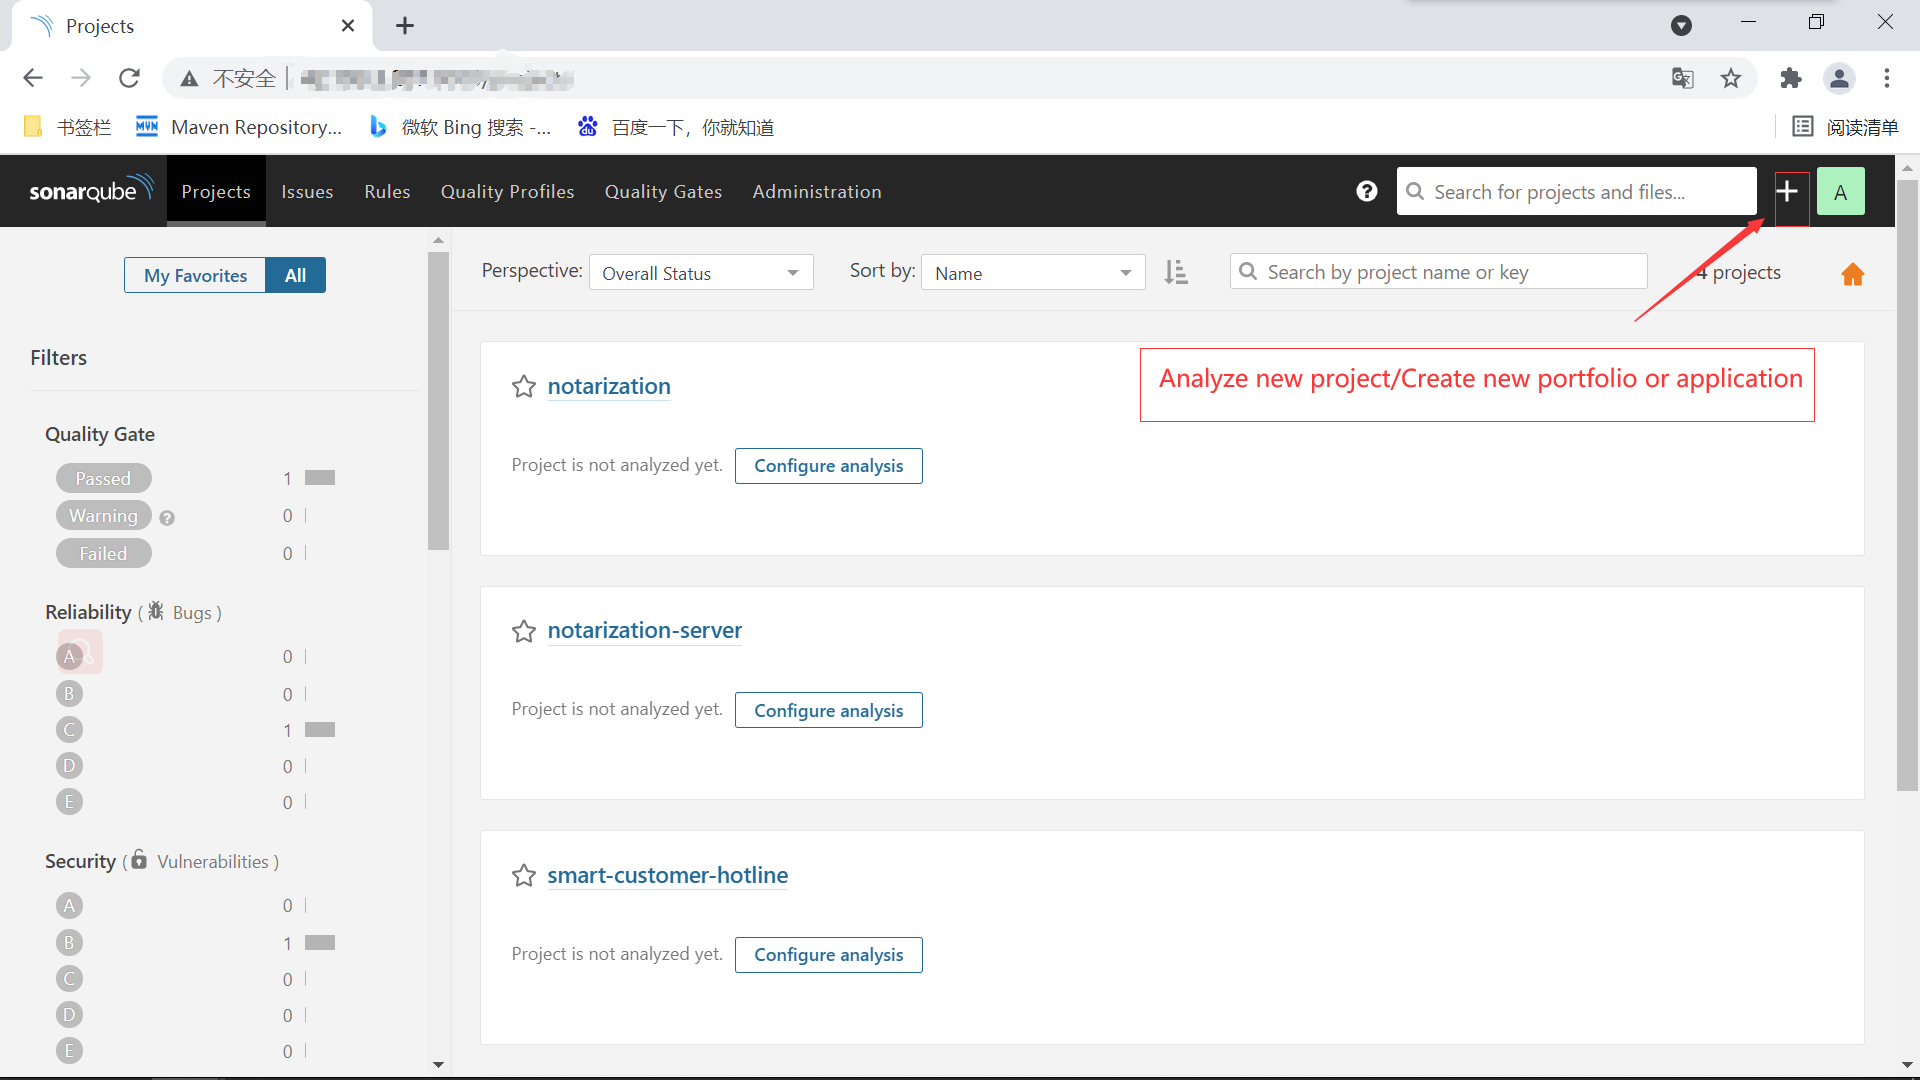 Projects
不安全
书签栏
MVN Maven Repository...
微软 Bing 搜索 -...
du 百度一下，你就知道
阅读清单
sonarqube Projects Issues Rules Quality Profiles Quality Gates Administration
? Search for projects and files... A
My Favorites All
Perspective: Overall Status
Sort by: Name
Search by project name or key
4 projects
Filters
Quality Gate
Passed 1
Warning ? 0
Failed 0
Reliability ( Bugs )
A 0
B 0
C 1
D 0
E 0
Security ( Vulnerabilities )
A 0
B 1
C 0
D 0
E 0
notarization
Analyze new project/Create new portfolio or application
Project is not analyzed yet. Configure analysis
notarization-server
Project is not analyzed yet. Configure analysis
smart-customer-hotline
Project is not analyzed yet. Configure analysis